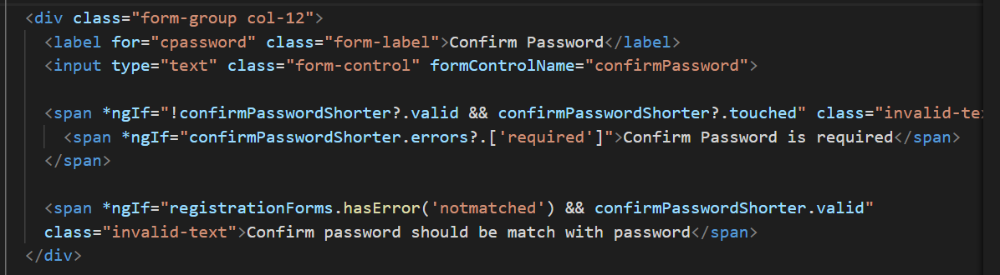 <div class="form-group col-12">
<label for="cpassword" class="form-label">Confirm Password</label>
<input type="text" class="form-control" formControlName="confirmPassword">
<span *ngIf="!confirmPasswordShorter?.valid && confirmPasswordShorter?.touched" class="invalid-te
<span *ngIf="confirmPasswordShorter.errors?.['required']">Confirm Password is required</span>
</span>
<span *ngIf="registrationForms.hasError('notmatched') && confirmPasswordShorter.valid"
class="invalid-text">Confirm password should be match with password</span>
</div>